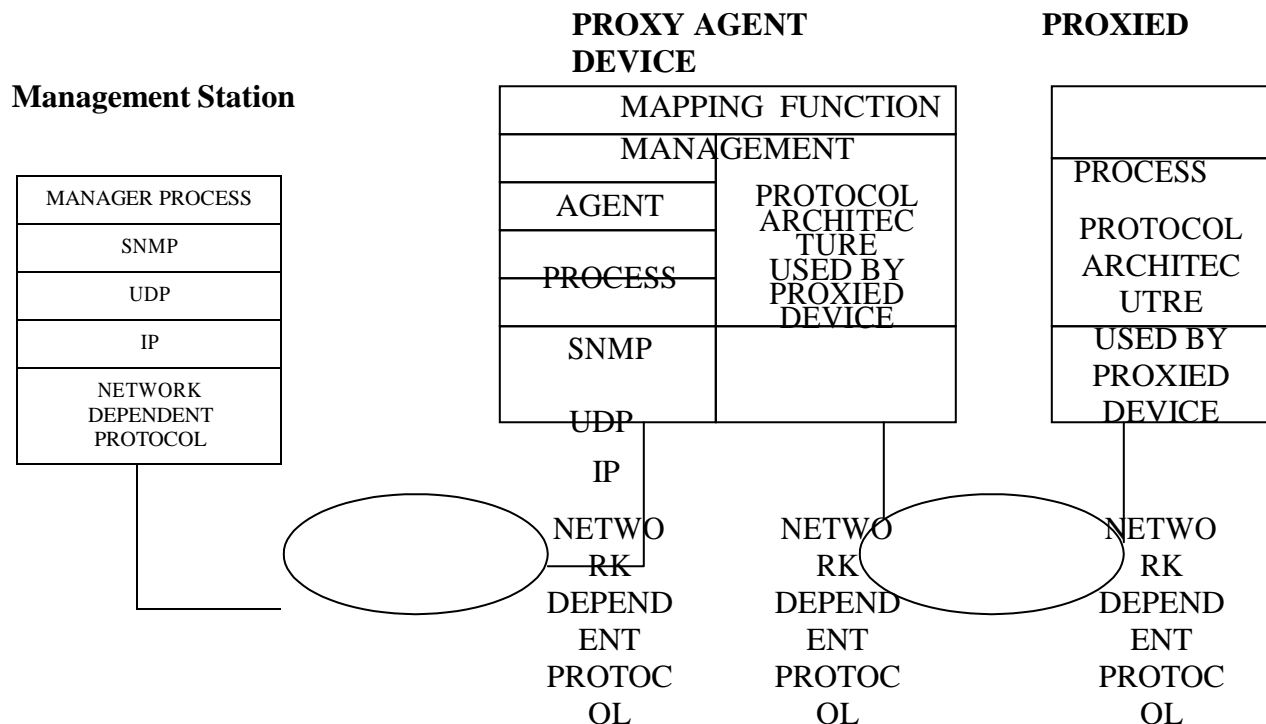 PROXY AGENT
DEVICE
PROXIED
Management Station
MANAGER PROCESS
SNMP
UDP
IP
NETWORK
DEPENDENT
PROTOCOL
MAPPING FUNCTION
MANAGEMENT
AGENT
PROCESS
SNMP
UDP
IP
NETWO
RK
DEPEND
ENT
PROTOC
OL
PROTOCOL
ARCHITEC
TURE
USED BY
PROXIED
DEVICE
NETWO
RK
DEPEND
ENT
PROTOC
OL
PROCESS
PROTOCOL
ARCHITEC
UTRE
USED BY
PROXIED
DEVICE
NETWO
RK
DEPEND
ENT
PROTOC
OL